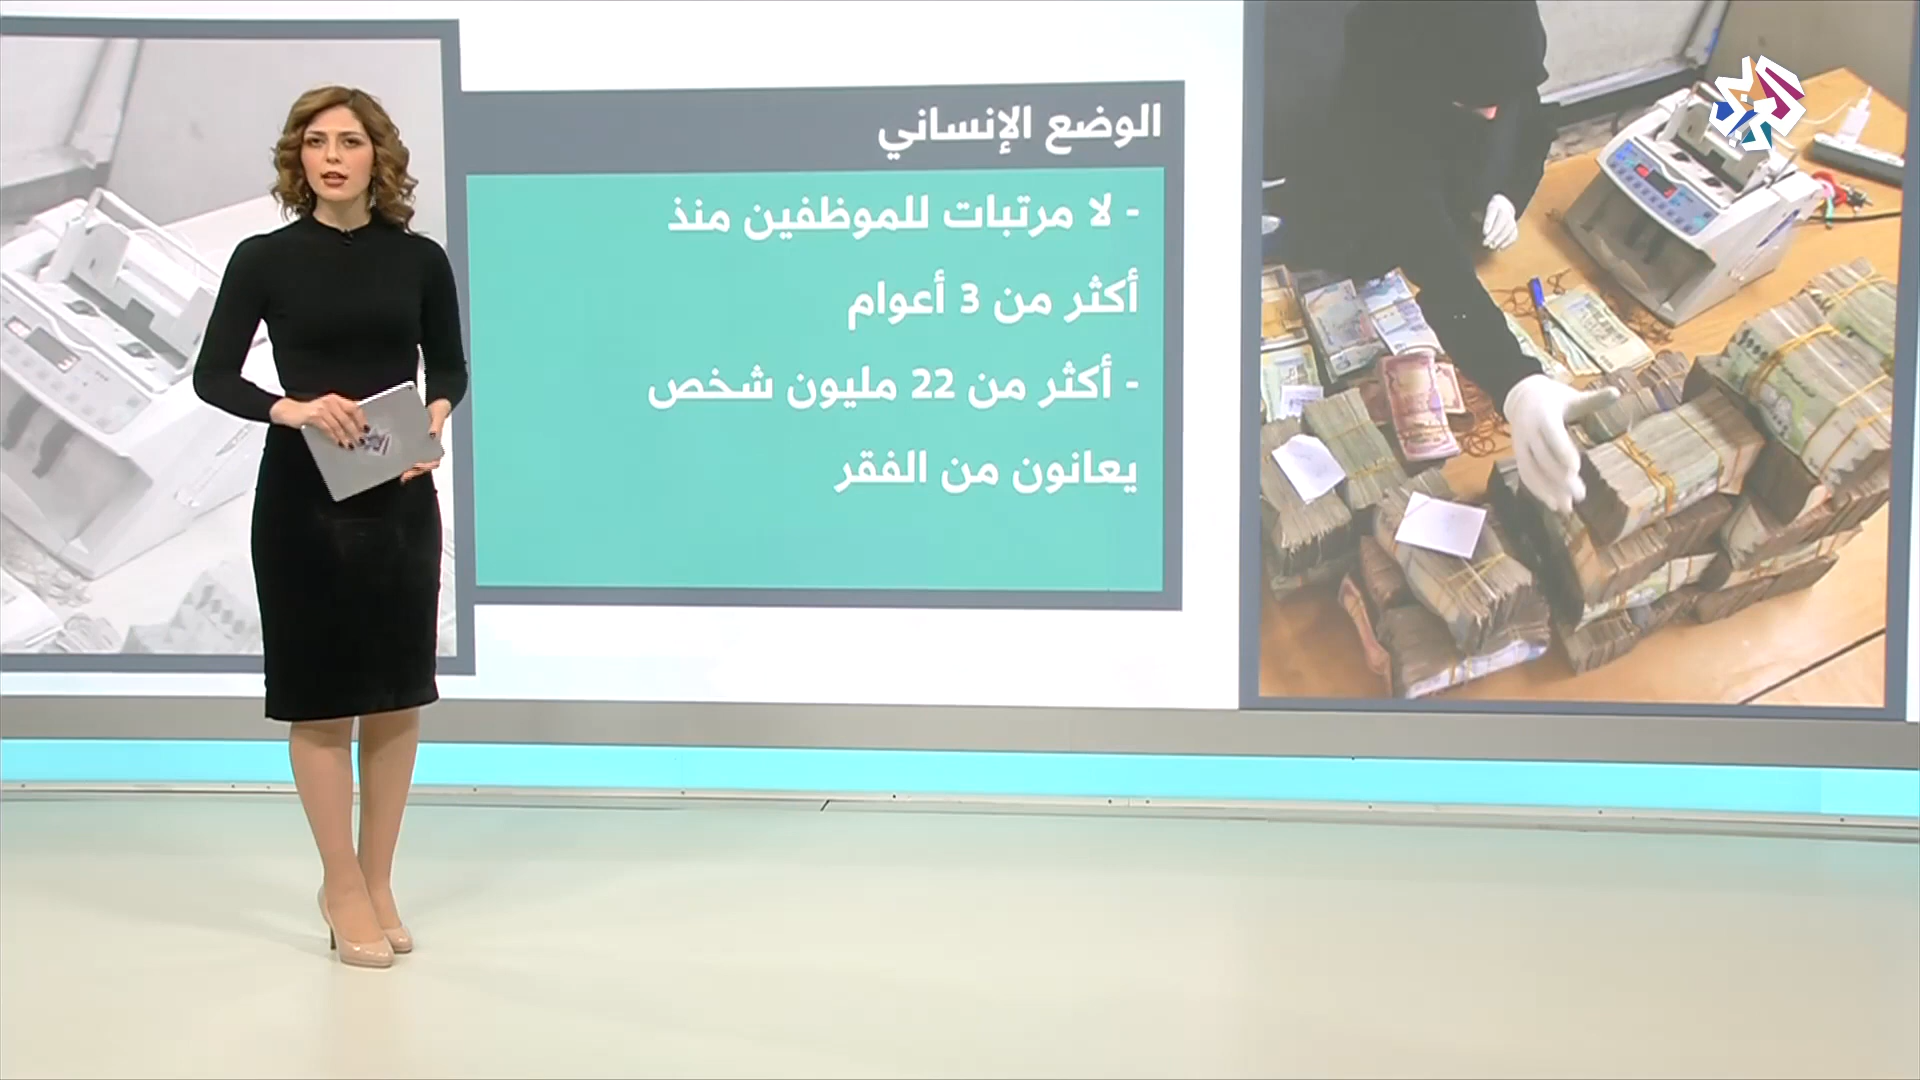 الوضع الإنساني
- لا مرتبات للموظفين منذ
أكثر من 3 أعوام
- أكثر من 22 مليون شخص
يعانون من الفقر